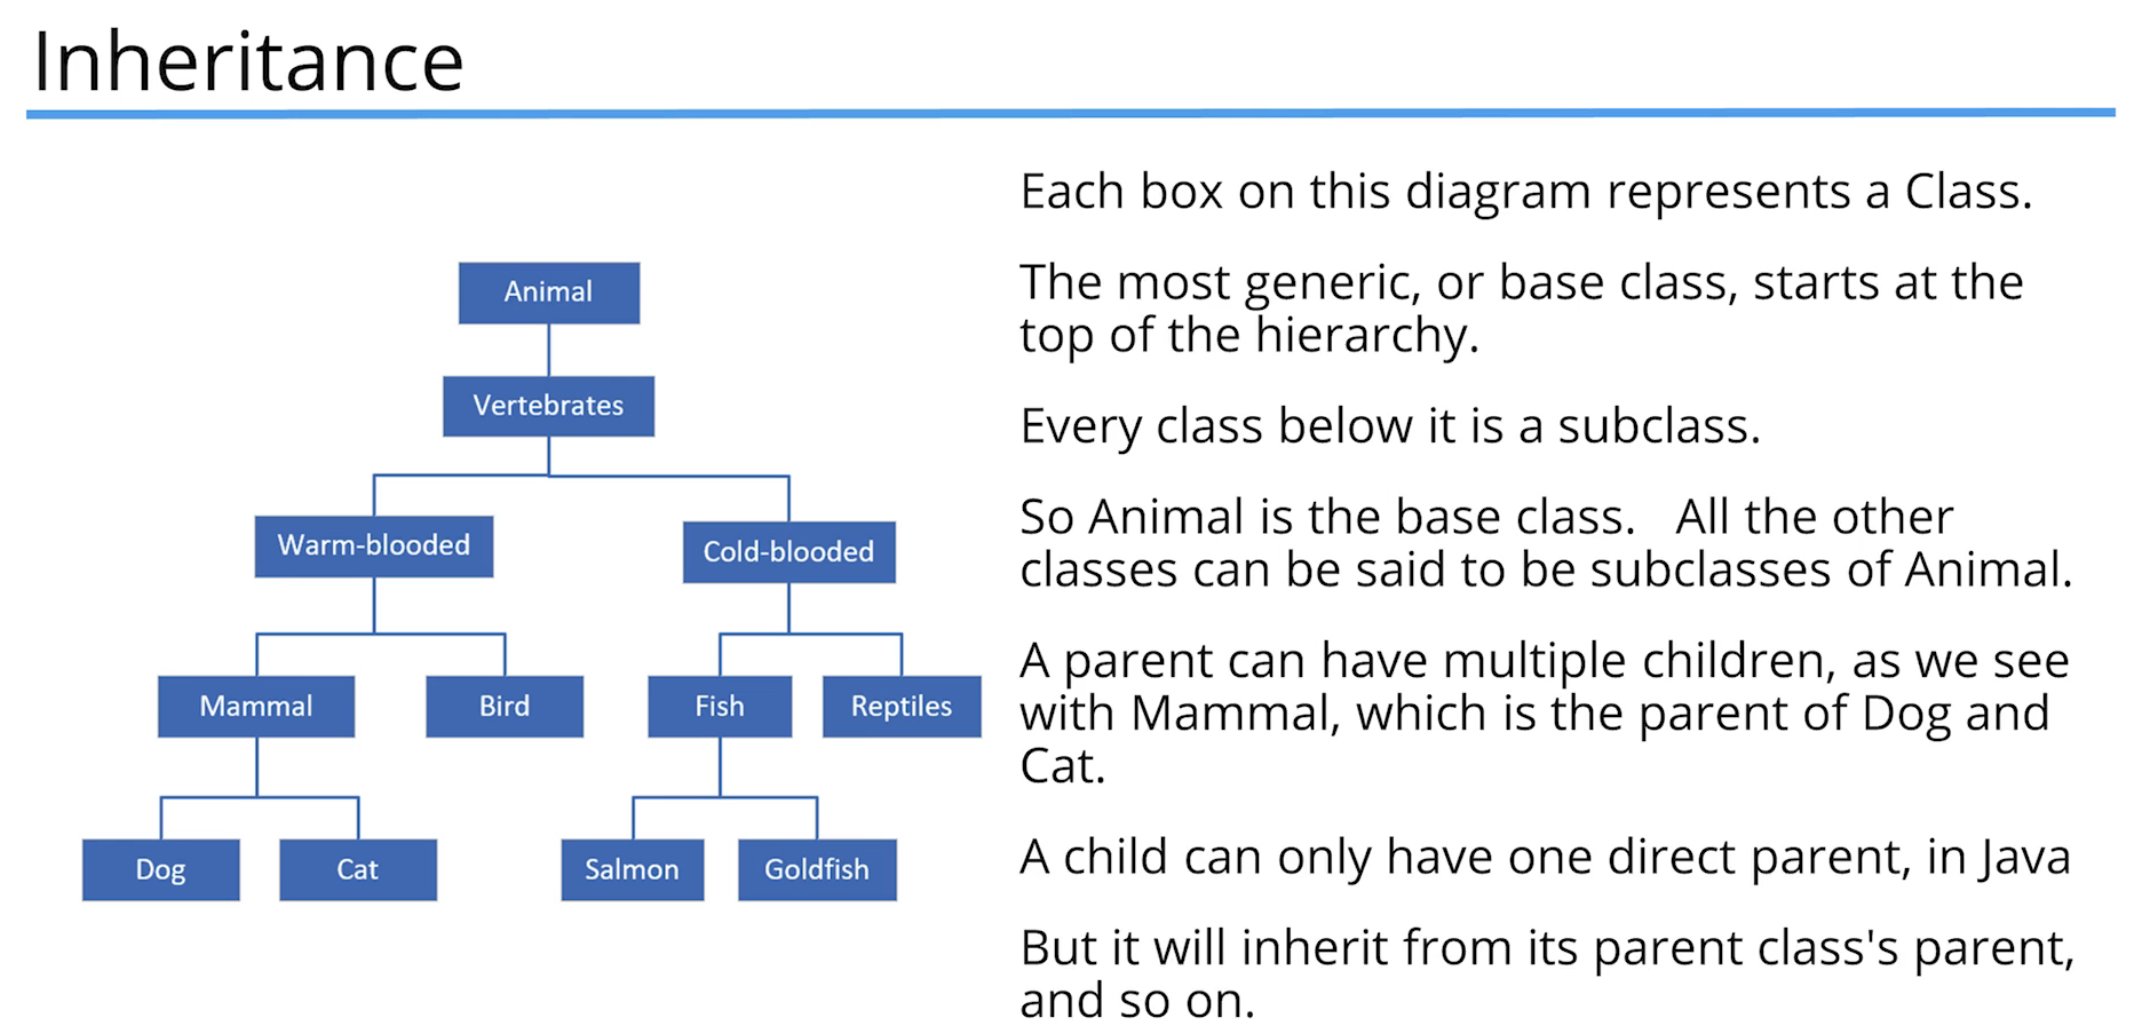 Inheritance
Animal
Vertebrates
Warm-blooded
Cold-blooded
Mammal
Bird
Fish
Reptiles
Dog
Cat
Salmon
Goldfish
Each box on this diagram represents a Class.
The most generic, or base class, starts at the
top of the hierarchy.
Every class below it is a subclass.
So Animal is the base class.   All the other
classes can be said to be subclasses of Animal.
A parent can have multiple children, as we see
with Mammal, which is the parent of Dog and
Cat.
A child can only have one direct parent, in Java
But it will inherit from its parent class's parent,
and so on.